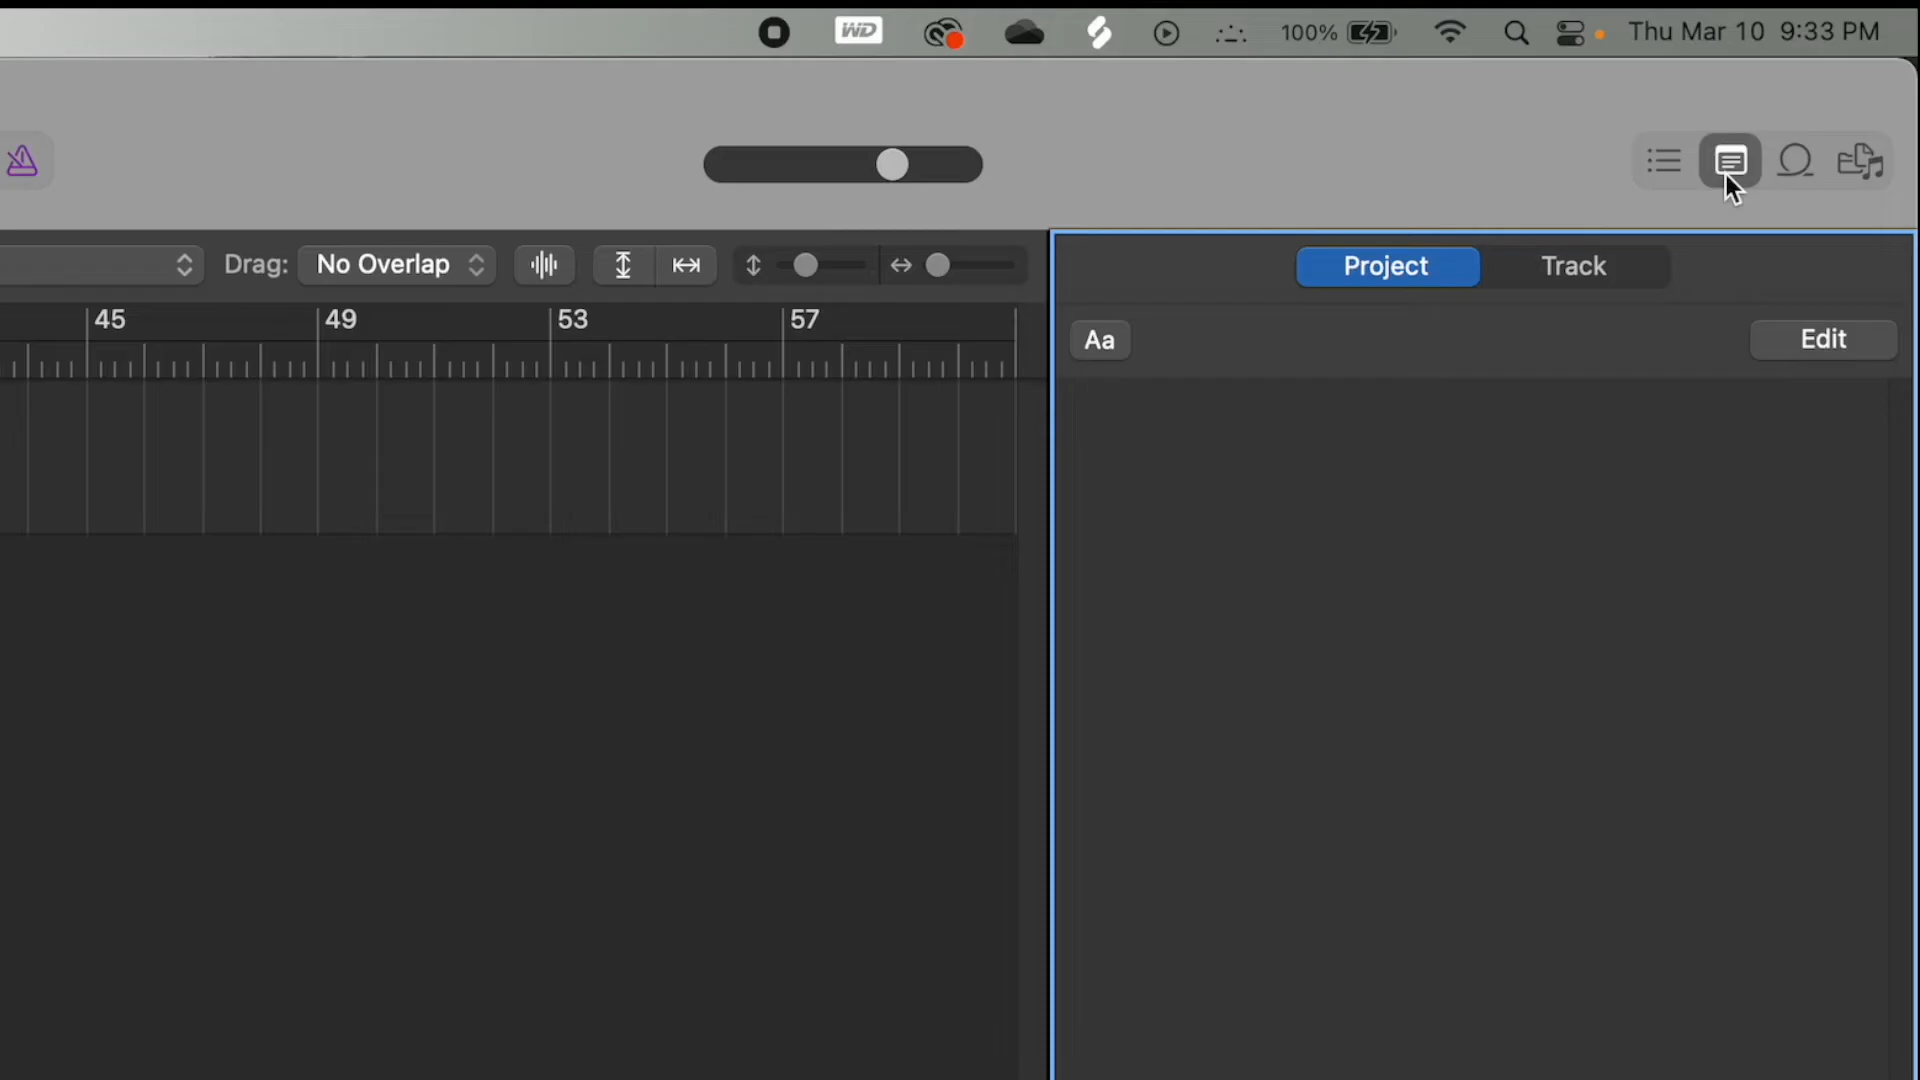 WD 100% Thu Mar 10 9:33 PM
Drag: No Overlap
Project Track
45 49 53 57
Aa Edit